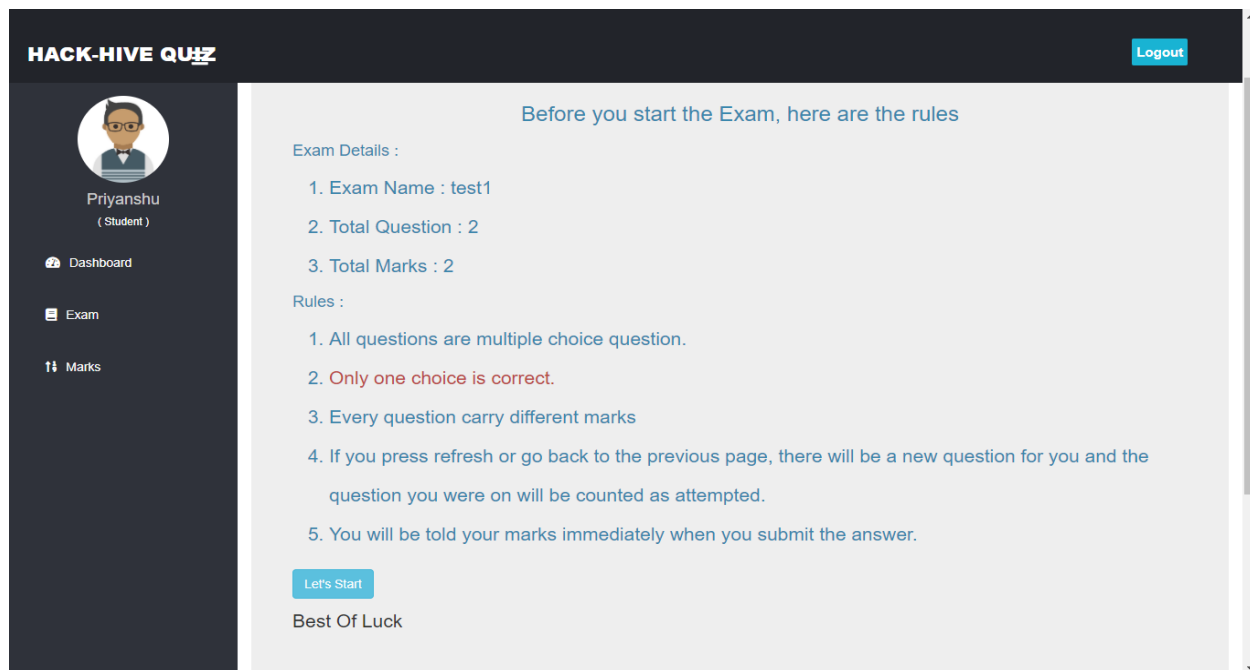 HACK-HIVE QUIZ
Logout
Priyanshu
( Student )
Dashboard
Exam
Marks
Before you start the Exam, here are the rules
Exam Details :
1. Exam Name : test1
2. Total Question : 2
3. Total Marks : 2
Rules :
1. All questions are multiple choice question.
2. Only one choice is correct.
3. Every question carry different marks
4. If you press refresh or go back to the previous page, there will be a new question for you and the
question you were on will be counted as attempted.
5. You will be told your marks immediately when you submit the answer.
Let's Start
Best Of Luck